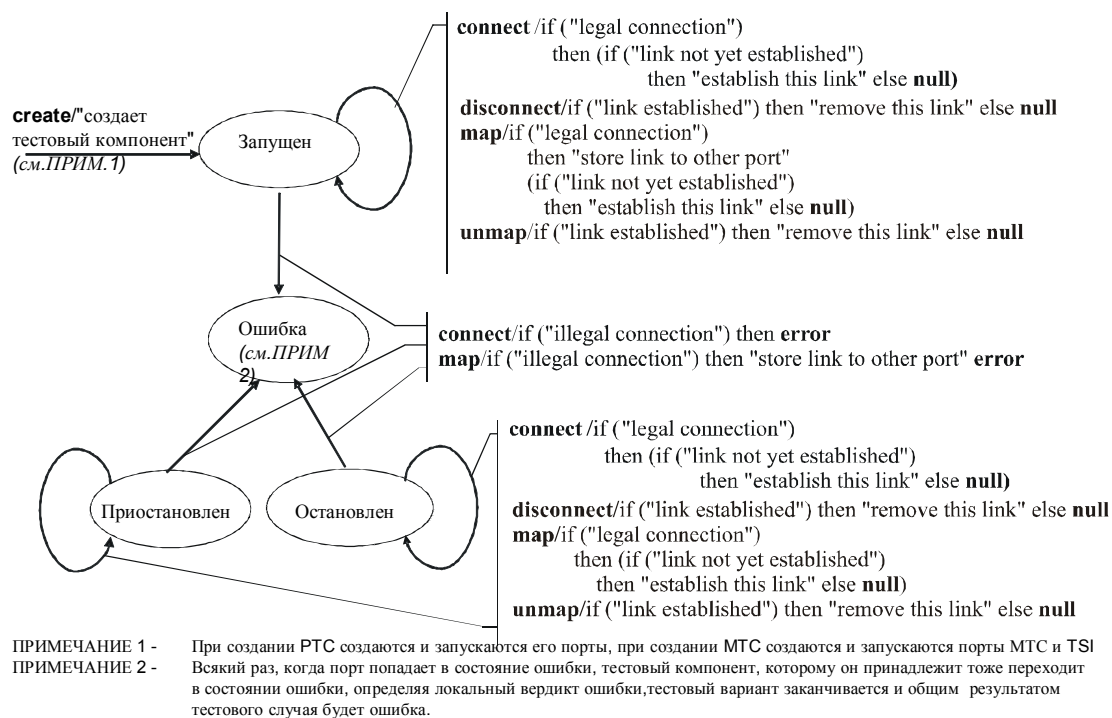 connect /if ("legal connection")
then (if ("link not yet established")
then "establish this link" else null)
create/"создает
тестовый компонент"
(см.ПРИМ.1)
Запущен
disconnect/if ("link established") then "remove this link" else null
map/if ("legal connection")
then "store link to other port"
(if ("link not yet established")
then "establish this link" else null)
unmap/if ("link established") then "remove this link" else null
Ошибка
(см.ПРИМ
2)
connect/if ("illegal connection") then error
map/if ("illegal connection") then "store link to other port" error
Приостановлен
Остановлен
connect /if ("legal connection")
then (if ("link not yet established")
then "establish this link" else null)
disconnect/if ("link established") then "remove this link" else null
map/if ("legal connection")
then (if ("link not yet established")
then "establish this link" else null)
unmap/if ("link established") then "remove this link" else null
ПРИМЕЧАНИЕ 1 - При создании PTC создаются и запускаются его порты, при создании MTC создаются и запускаются порты МТС и TSI
ПРИМЕЧАНИЕ 2 - Всякий раз, когда порт попадает в состояние ошибки, тестовый компонент, которому он принадлежит тоже переходит
в состоянии ошибки, определяя локальный вердикт ошибки,тестовый вариант заканчивается и общим результатом
тестового случая будет ошибка.